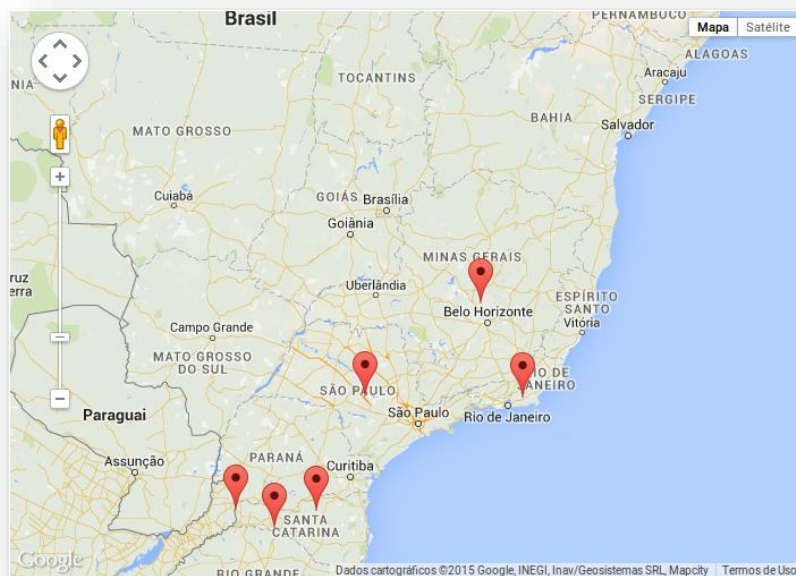 Brasil
PERNAMBUCO
Mapa
Satélite
ALAGOAS
NIA
TOCANTINS
Aracaju
SERGIPE
BAHIA
MATO GROSSO
Salvador
Cuiabá
GOIÁS
Brasília
Goiânia
MINAS GERAIS
ruz
erra
Uberlândia
ESPÍRITO
SANTO
Belo Horizonte
Vitória
Campo Grande
MATO GROSSO
DO SUL
IO DE
JANEIRO
SÃO PAULO
São Paulo
Rio de Janeiro
Paraguai
PARANÁ
Assunção
Curitiba
SANTA
CATARINA
Google
RIO GRANDE
Dados cartográficos ©2015 Google, INEGI, Inav/Geosistemas SRL, Mapcity
Termos de Uso